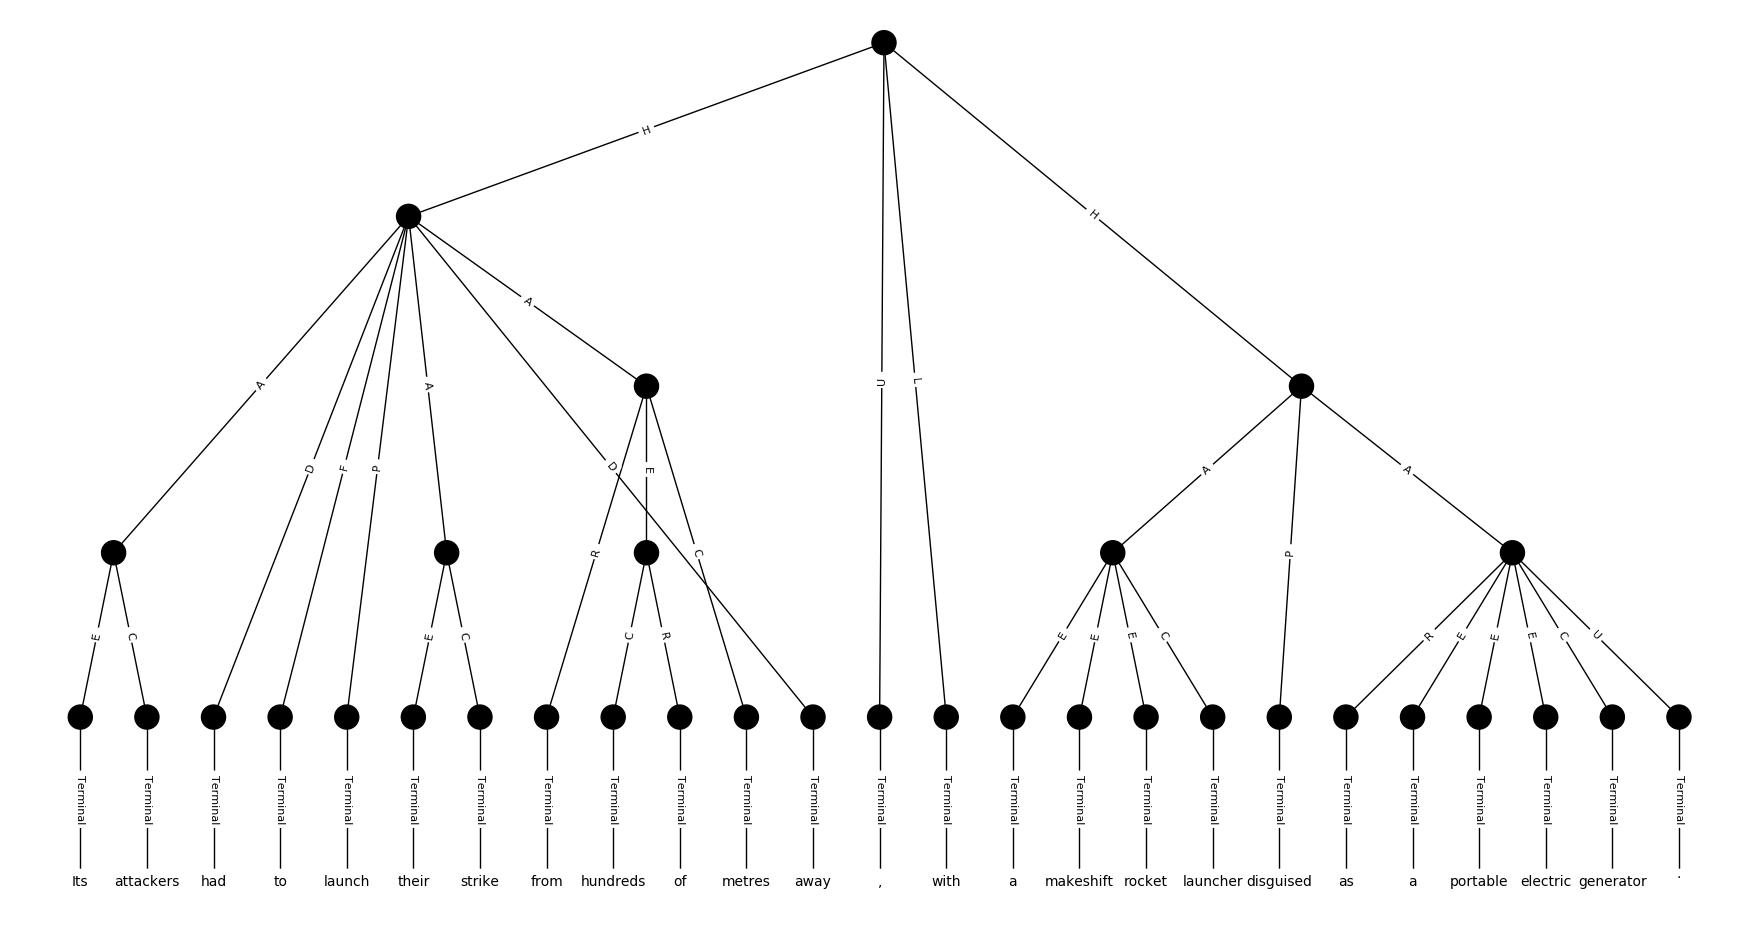 H
H
A
A
D
F
P
A
D
R
E
C
U
L
A
P
A
E
C
E
C
C
R
E
E
E
C
R
E
E
E
C
U
Terminal Terminal Terminal Terminal Terminal Terminal Terminal Terminal Terminal Terminal Terminal Terminal Terminal Terminal Terminal Terminal Terminal Terminal Terminal Terminal Terminal Terminal Terminal Terminal Terminal
Its attackers had to launch their strike from hundreds of metres away , with a makeshift rocket launcher disguised as a portable electric generator .